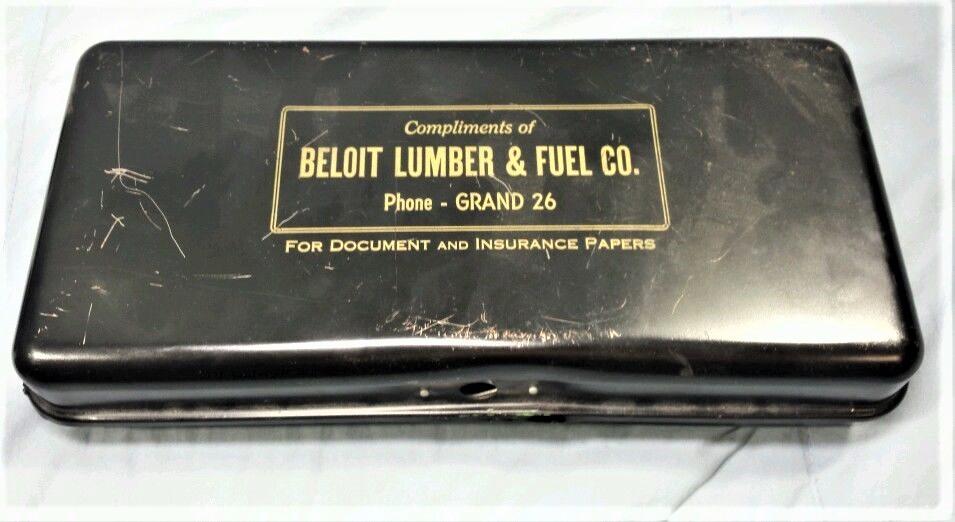 Compliments of
BELOIT LUMBER & FUEL CO.
Phone - GRAND 26
FOR DOCUMENT AND INSURANCE PAPERS